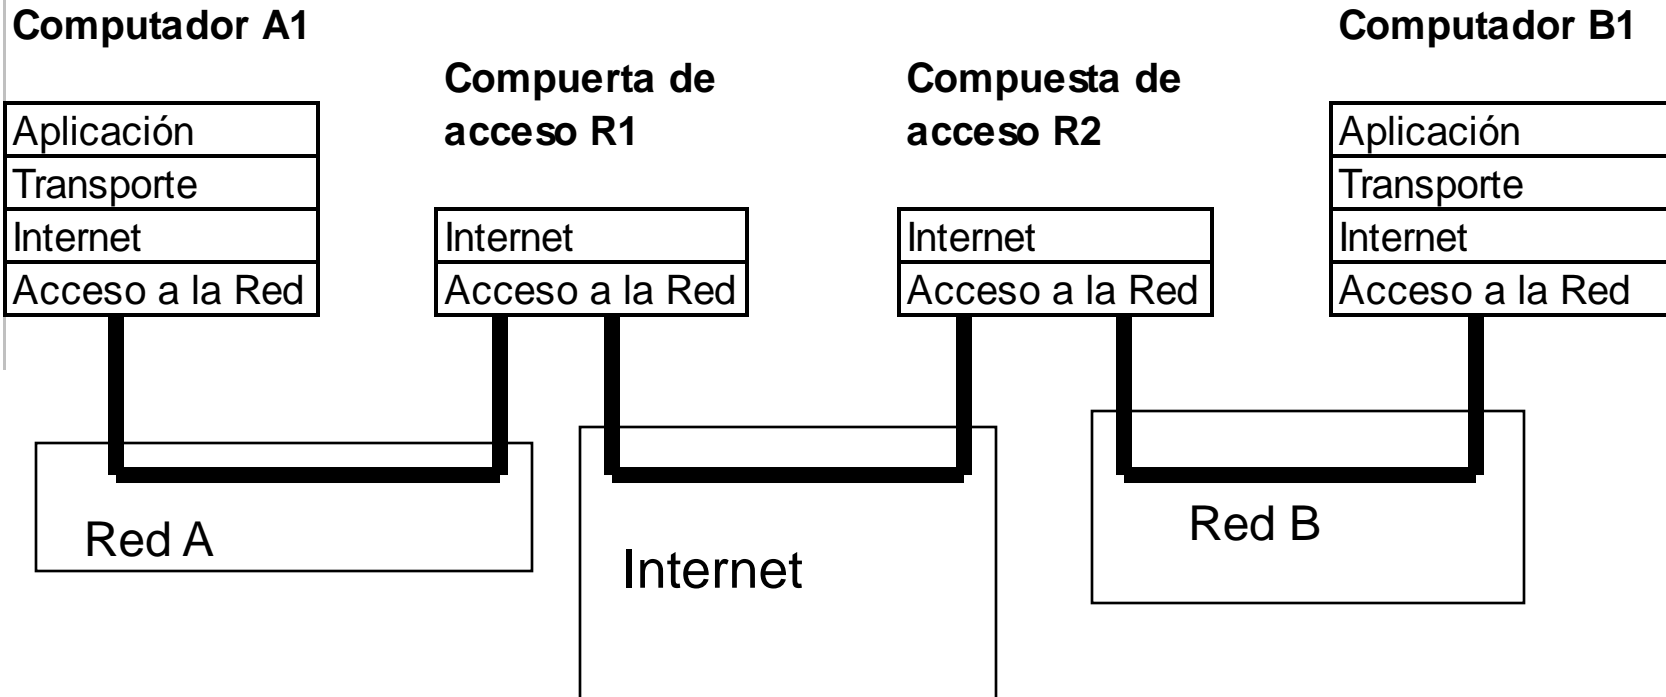 Computador A1
Computador B1
Compuerta de
acceso R1
Compuesta de
acceso R2
Aplicación
Transporte
Internet
Acceso a la Red
Internet
Acceso a la Red
Internet
Acceso a la Red
Aplicación
Transporte
Internet
Acceso a la Red
Red A
Internet
Red B